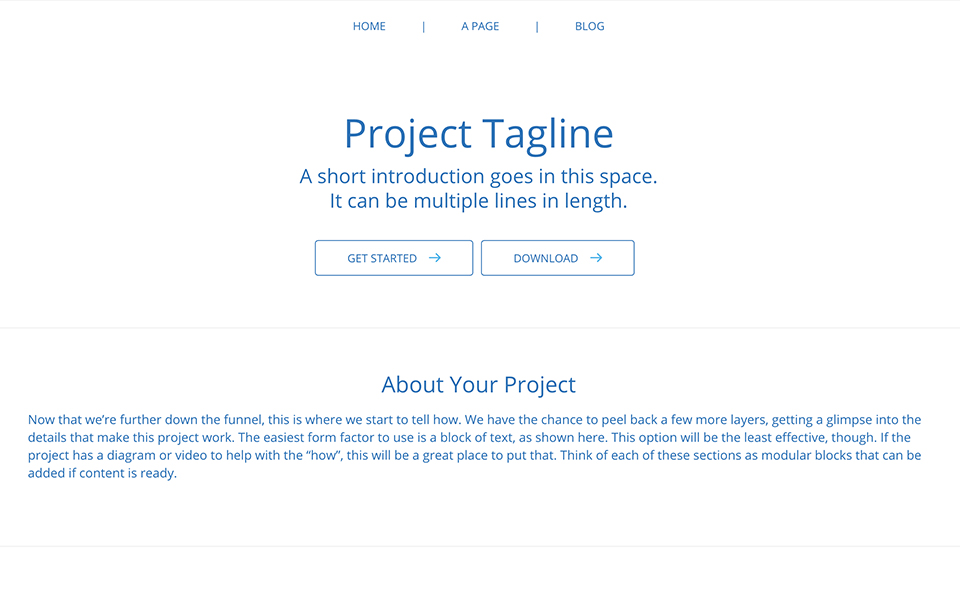 HOME | A PAGE | BLOG
Project Tagline
A short introduction goes in this space.
It can be multiple lines in length.
GET STARTED → DOWNLOAD →
About Your Project
Now that we’re further down the funnel, this is where we start to tell how. We have the chance to peel back a few more layers, getting a glimpse into the
details that make this project work. The easiest form factor to use is a block of text, as shown here. This option will be the least effective, though. If the
project has a diagram or video to help with the “how”, this will be a great place to put that. Think of each of these sections as modular blocks that can be
added if content is ready.